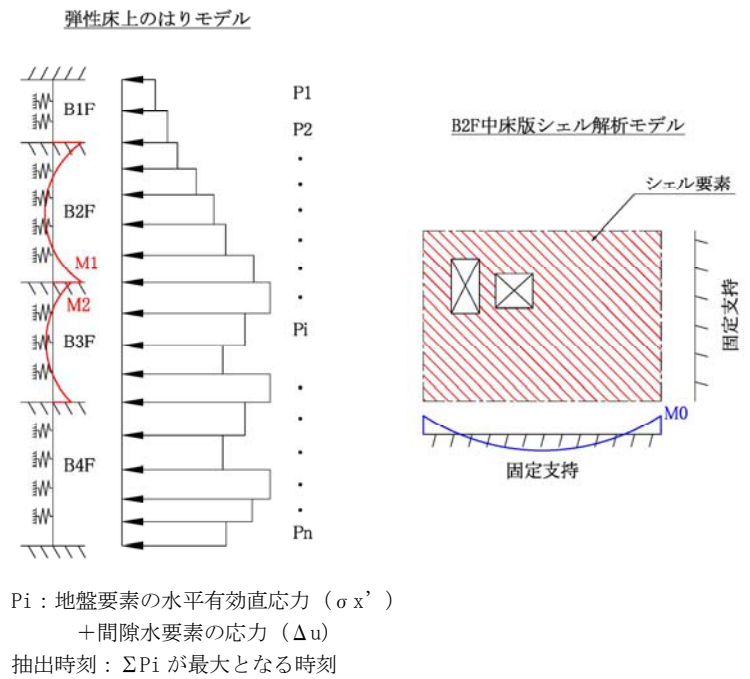 弾性床上のはりモデル
B1F
B2F
M1
M2
B3F
B4F
P1
P2
Pi
Pn
B2F中床版シェル解析モデル
シェル要素
固定支持
M0
固定支持
Pi：地盤要素の水平有効直応力（σx’）
＋間隙水要素の応力（Δu）
抽出時刻：ΣPiが最大となる時刻